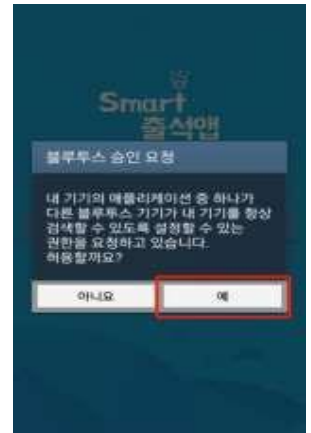 Smart
출석앱
블루투스 승인 요청
내 기기의 애플리케이션 중 하나가
다른 블루투스 기기가 내 기기를 항상
검색할 수 있도록 설정할 수 있는
권한을 요청하고 있습니다.
허용할까요?
아니요 예